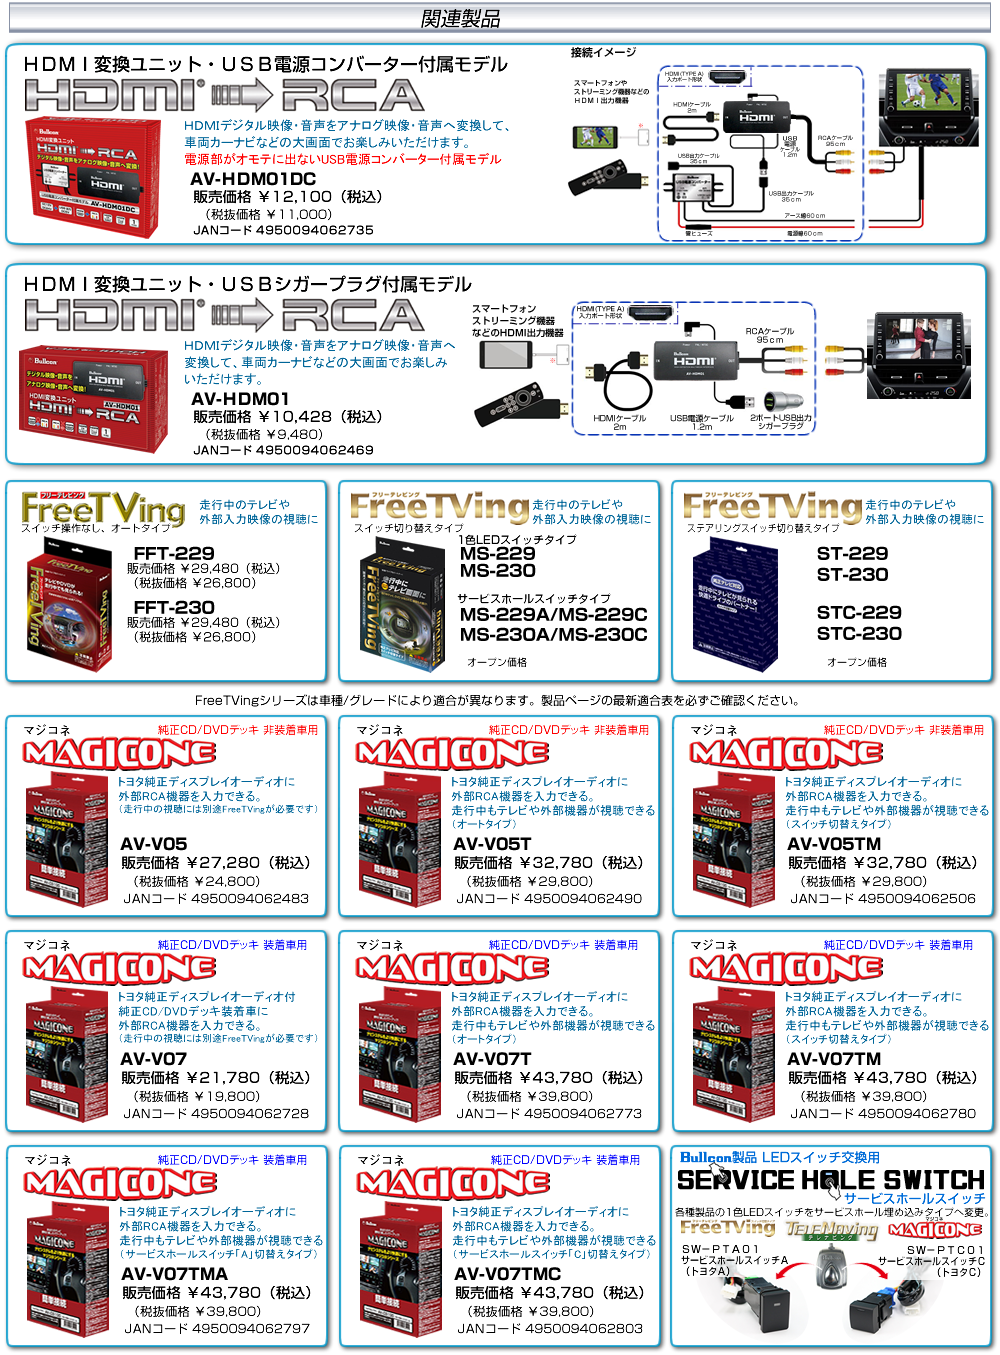 関連製品
HDMI変換ユニット・USB電源コンバーター付属モデル
HDMI RCA
HDMIデジタル映像・音声をアナログ映像・音声へ変換して、
車両カーナビなどの大画面でお楽しみいただけます。
電源部がオモテに出ないUSB電源コンバーター付属モデル
AV-HDM01DC
販売価格 ￥12,100（税込）
（税抜価格 ￥11,000）
JANコード 4950094062735
接続イメージ
スマートフォンや
ストリーミング機器などの
HDMI出力機器
HDMI(TYPE A)
入力ポート形状
HDMIケーブル
2m
USB
電源
ケーブル
1.2m
RCAケーブル
95cm
USB出力ケーブル
35cm
USB出力ケーブル
35cm
アース線60cm
管ヒューズ
電源線60cm
HDMI変換ユニット・USBシガープラグ付属モデル
HDMI RCA
HDMIデジタル映像・音声をアナログ映像・音声へ
変換して、車両カーナビなどの大画面でお楽しみ
いただけます。
AV-HDM01
販売価格 ￥10,428（税込）
（税抜価格 ￥9,480）
JANコード 4950094062469
スマートフォン
ストリーミング機器
などのHDMI出力機器
HDMI(TYPE A)
入力ポート形状
RCAケーブル
95cm
HDMIケーブル
2m
USB電源ケーブル
1.2m
2ポートUSB出力
シガープラグ
フリーテレビング
FreeTVing
走行中のテレビや
外部入力映像の視聴に
スイッチ操作なし、オートタイプ
FFT-229
販売価格 ￥29,480（税込）
（税抜価格 ￥26,800）
FFT-230
販売価格 ￥29,480（税込）
（税抜価格 ￥26,800）
フリーテレビング
FreeTVing
走行中のテレビや
外部入力映像の視聴に
スイッチ切り替えタイプ
1色LEDスイッチタイプ
MS-229
MS-230
サービスホールスイッチタイプ
MS-229A/MS-229C
MS-230A/MS-230C
オープン価格
フリーテレビング
FreeTVing
走行中のテレビや
外部入力映像の視聴に
ステアリングスイッチ切り替えタイプ
ST-229
ST-230
STC-229
STC-230
オープン価格
FreeTVingシリーズは車種/グレードにより適合が異なります。製品ページの最新適合表を必ずご確認ください。
マジコネ
純正CD/DVDデッキ 非装着車用
MAGICONE
トヨタ純正ディスプレイオーディオに
外部RCA機器を入力できる。
（走行中の視聴には別途FreeTVingが必要です）
AV-V05
販売価格 ￥27,280（税込）
（税抜価格 ￥24,800）
JANコード 4950094062483
マジコネ
純正CD/DVDデッキ 非装着車用
MAGICONE
トヨタ純正ディスプレイオーディオに
外部RCA機器を入力できる。
走行中もテレビや外部機器が視聴できる
（オートタイプ）
AV-V05T
販売価格 ￥32,780（税込）
（税抜価格 ￥29,800）
JANコード 4950094062490
マジコネ
純正CD/DVDデッキ 非装着車用
MAGICONE
トヨタ純正ディスプレイオーディオに
外部RCA機器を入力できる。
走行中もテレビや外部機器が視聴できる
（スイッチ切替えタイプ）
AV-V05TM
販売価格 ￥32,780（税込）
（税抜価格 ￥29,800）
JANコード 4950094062506
マジコネ
純正CD/DVDデッキ 装着車用
MAGICONE
トヨタ純正ディスプレイオーディオ付
純正CD/DVDデッキ装着車に
外部RCA機器を入力できる。
（走行中の視聴には別途FreeTVingが必要です）
AV-V07
販売価格 ￥21,780（税込）
（税抜価格 ￥19,800）
JANコード 4950094062728
マジコネ
純正CD/DVDデッキ 装着車用
MAGICONE
トヨタ純正ディスプレイオーディオに
外部RCA機器を入力できる。
走行中もテレビや外部機器が視聴できる
（オートタイプ）
AV-V07T
販売価格 ￥43,780（税込）
（税抜価格 ￥39,800）
JANコード 4950094062773
マジコネ
純正CD/DVDデッキ 装着車用
MAGICONE
トヨタ純正ディスプレイオーディオに
外部RCA機器を入力できる。
走行中もテレビや外部機器が視聴できる
（スイッチ切替えタイプ）
AV-V07TM
販売価格 ￥43,780（税込）
（税抜価格 ￥39,800）
JANコード 4950094062780
マジコネ
純正CD/DVDデッキ 装着車用
MAGICONE
トヨタ純正ディスプレイオーディオに
外部RCA機器を入力できる。
走行中もテレビや外部機器が視聴できる
（サービスホールスイッチ「A」切替えタイプ）
AV-V07TMA
販売価格 ￥43,780（税込）
（税抜価格 ￥39,800）
JANコード 4950094062797
マジコネ
純正CD/DVDデッキ 装着車用
MAGICONE
トヨタ純正ディスプレイオーディオに
外部RCA機器を入力できる。
走行中もテレビや外部機器が視聴できる
（サービスホールスイッチ「C」切替えタイプ）
AV-V07TMC
販売価格 ￥43,780（税込）
（税抜価格 ￥39,800）
JANコード 4950094062803
Bullcon製品 LEDスイッチ交換用
SERVICE HOLE SWITCH
サービスホールスイッチ
各種製品の1色LEDスイッチをサービスホール埋め込みタイプへ変更。
フリーテレビング
FreeTVing
TELENAVING
テレナビング
マジコネ
MAGICONE
SW-PTA01
サービスホールスイッチA
（トヨタA）
SW-PTC01
サービスホールスイッチC
（トヨタC）